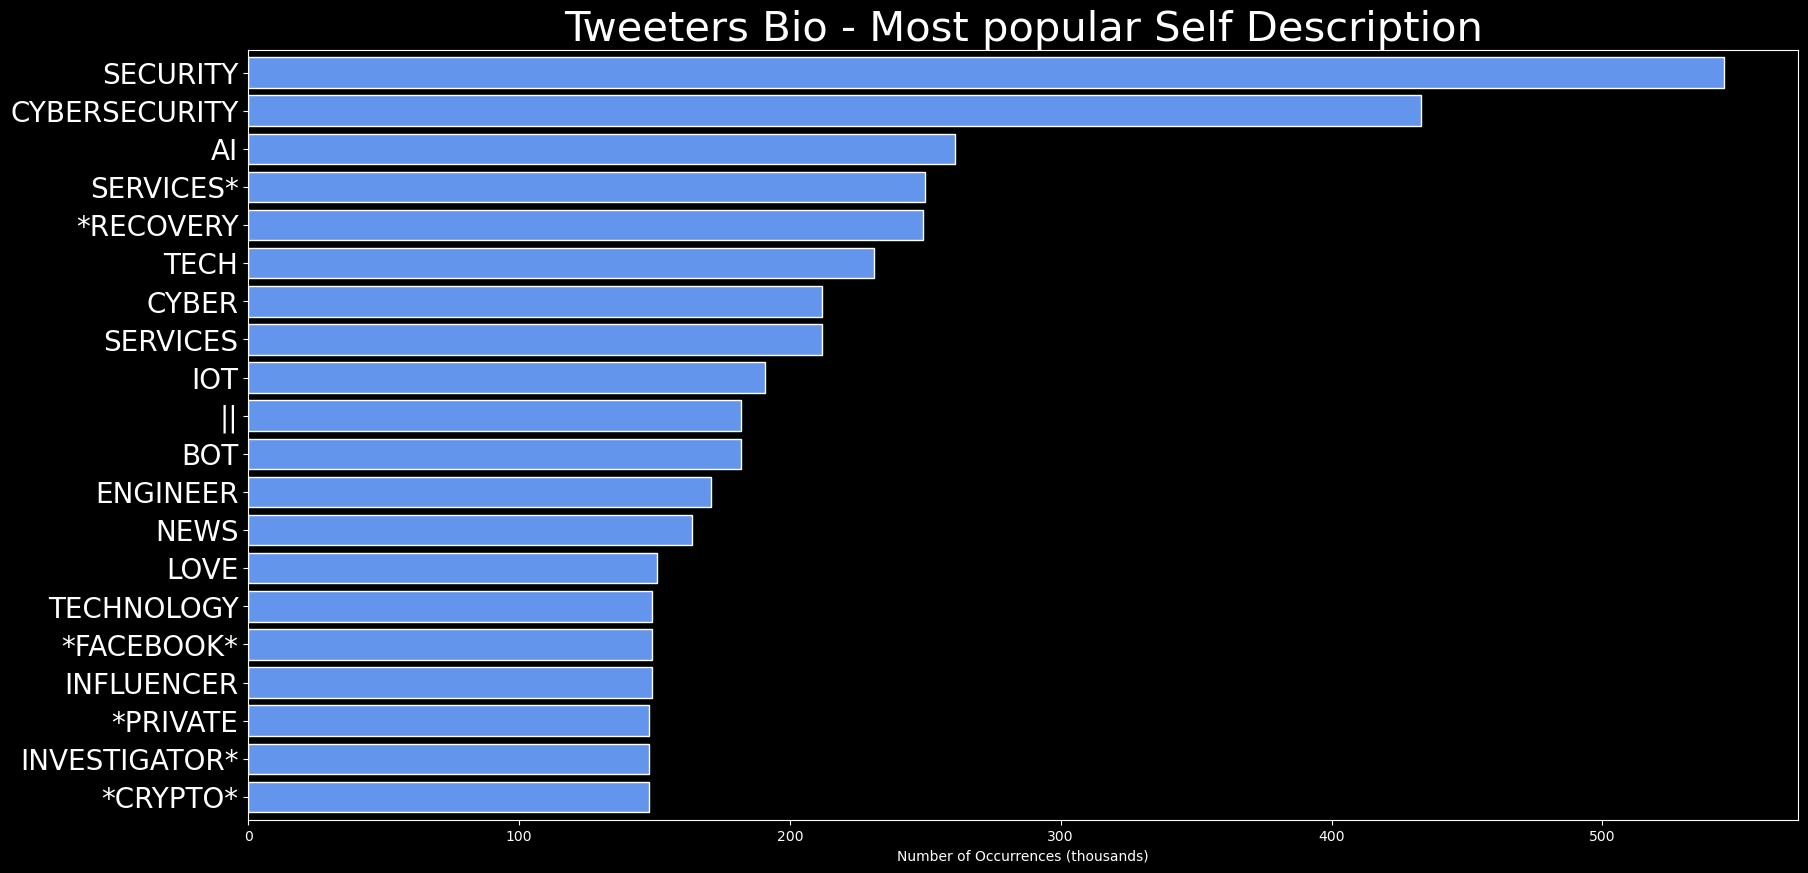 Tweeters Bio - Most popular Self Description
SECURITY
CYBERSECURITY
AI
SERVICES*
*RECOVERY
TECH
CYBER
SERVICES
IOT
||
BOT
ENGINEER
NEWS
LOVE
TECHNOLOGY
*FACEBOOK*
INFLUENCER
*PRIVATE
INVESTIGATOR*
*CRYPTO*
0 100 200 300 400 500
Number of Occurrences (thousands)